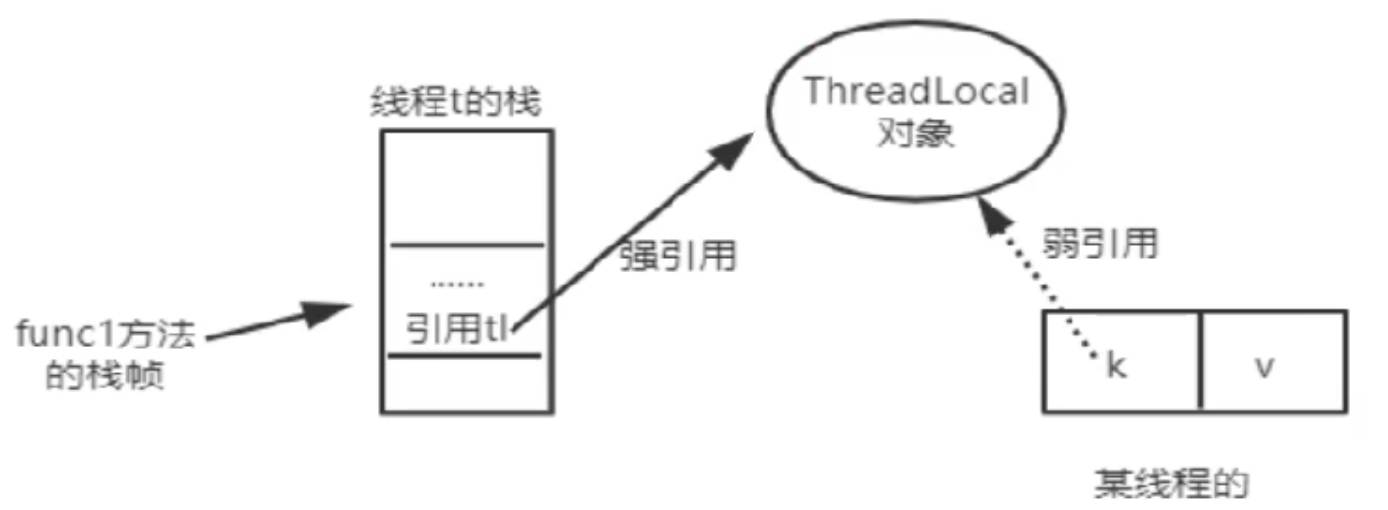 线程t的栈
ThreadLocal
对象
强引用
弱引用
......
引用tl
func1方法
的栈帧
k
v
某线程的